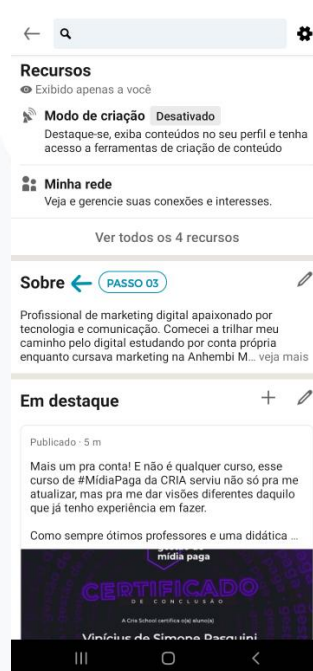 Recursos
Exibido apenas a você
Modo de criação Desativado
Destaque-se, exiba conteúdos no seu perfil e tenha
acesso a ferramentas de criação de conteúdo
Minha rede
Veja e gerencie suas conexões e interesses.
Ver todos os 4 recursos
Sobre PASSO 03
Profissional de marketing digital apaixonado por
tecnologia e comunicação. Comecei a trilhar meu
caminho pelo digital estudando por conta própria
enquanto cursava marketing na Anhembi M... veja mais
Em destaque
Publicado · 5 m
Mais um pra conta! E não é qualquer curso, esse
curso de #MídiaPaga da CRIA serviu não só pra me
atualizar, mas pra me dar visões diferentes daquilo
que já tenho experiência em fazer.
Como sempre ótimos professores e uma didática ...
mídia paga
CERTIFICADO
DE CONCLUSÃO
A Cria School certifica o(a) aluno(a)
Vinícius de Simone Pasquini